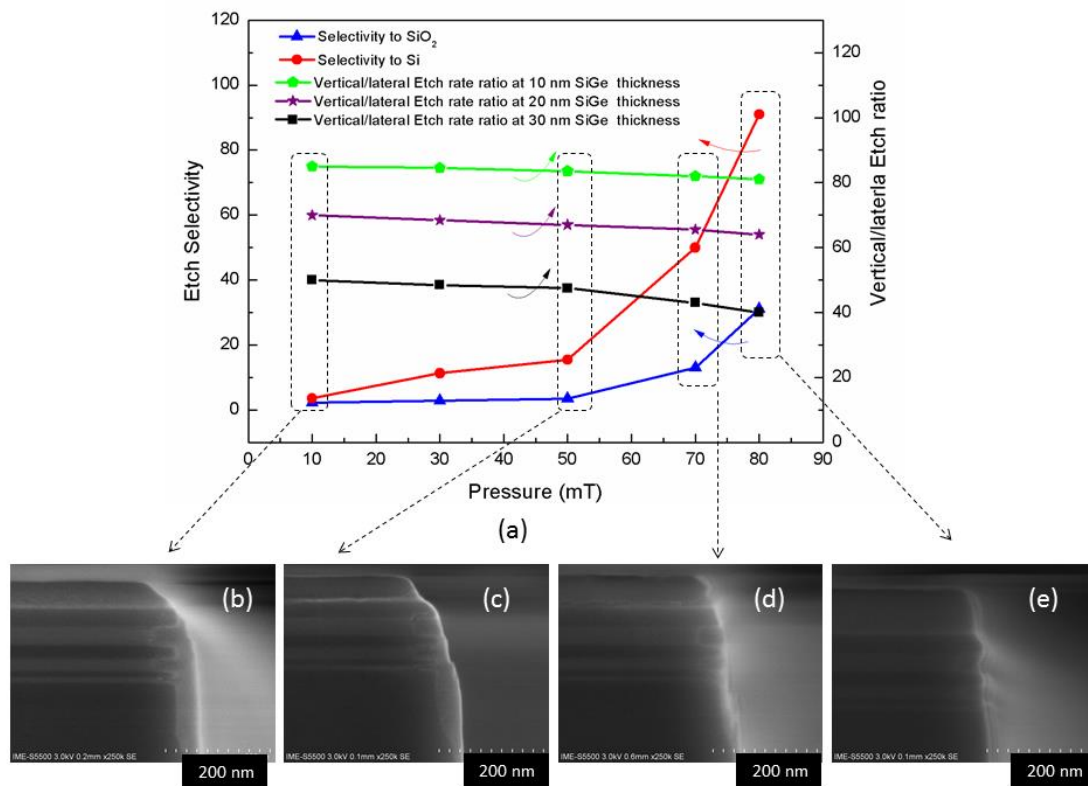 120
100
80
60
40
20
0
Etch Selectivity
Selectivity to SiO₂
Selectivity to Si
Vertical/lateral Etch rate ratio at 10 nm SiGe thickness
Vertical/lateral Etch rate ratio at 20 nm SiGe thickness
Vertical/lateral Etch rate ratio at 30 nm SiGe thickness
120
100
80
60
40
20
0
Vertical/laterla Etch ratio
0 10 20 30 40 50 60 70 80 90
Pressure (mT)
(a)
(b)
IME-S5500 3.0kV 0.2mm x250k SE
200 nm
(c)
IME-S5500 3.0kV 0.1mm x250k SE
200 nm
(d)
IME-S5500 3.0kV 0.6mm x250k SE
200 nm
(e)
IME-S5500 3.0kV 0.1mm x250k SE
200 nm